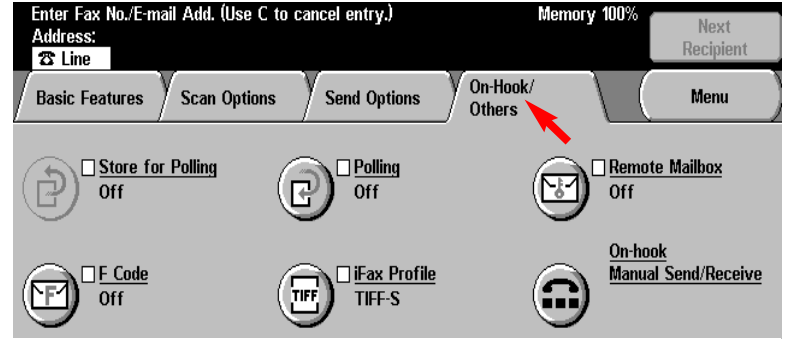 Enter Fax No./E-mail Add. (Use C to cancel entry.)
Memory 100%
Next
Recipient
Address:
☎ Line
Basic Features
Scan Options
Send Options
On-Hook/
Others
Menu
Store for Polling
Off
Polling
Off
Remote Mailbox
Off
F Code
Off
F
iFax Profile
TIFF-S
TIFF
On-hook
Manual Send/Receive